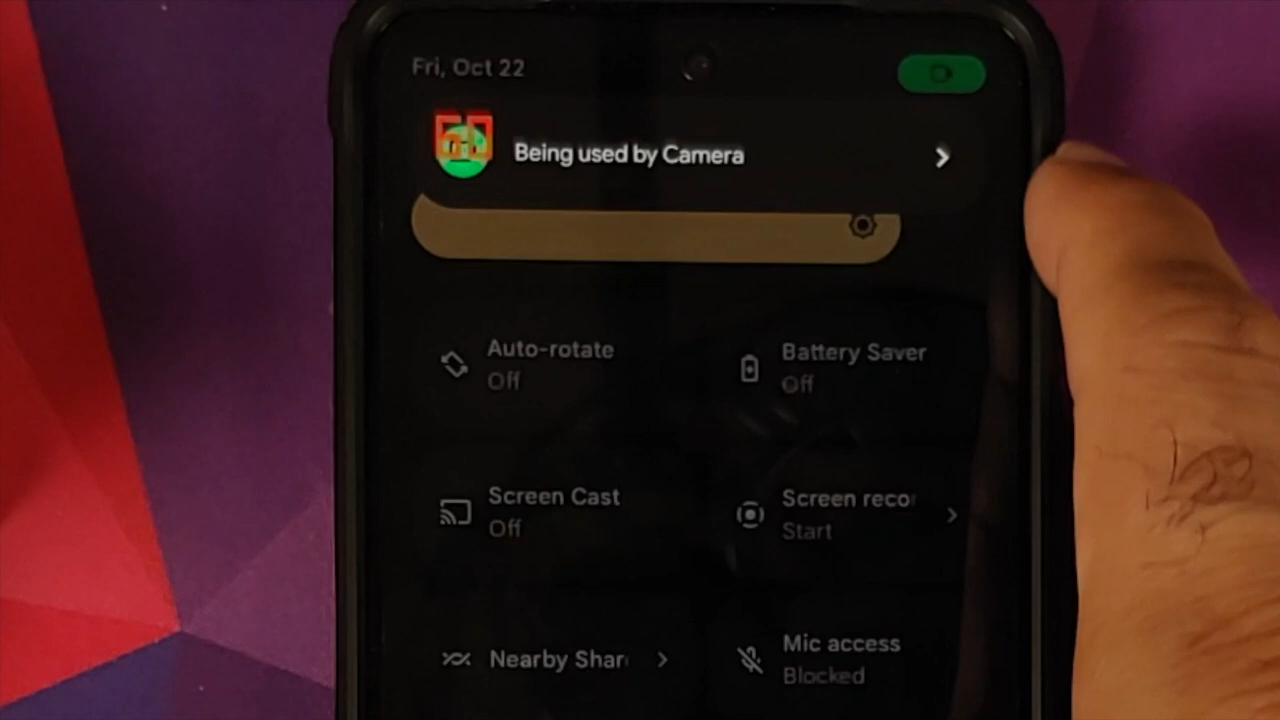 Fri, Oct 22
Being used by Camera
Auto-rotate
Off
Battery Saver
Off
Screen Cast
Off
Screen reco
Start
Nearby Shar
Mic access
Blocked